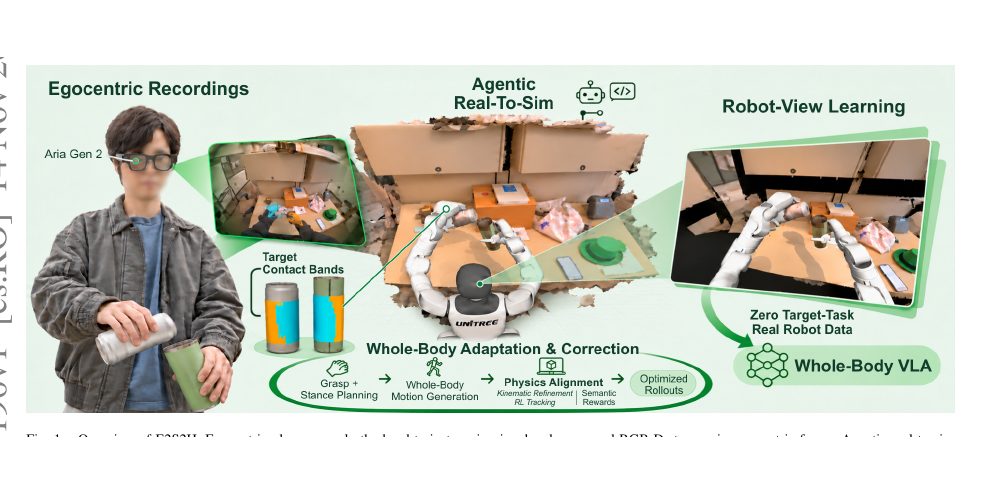 Egocentric Recordings
Aria Gen 2
Target
Contact Bands
Agentic
Real-To-Sim
</>
UNITREE
Whole-Body Adaptation & Correction
Grasp +
Stance Planning
Whole-Body
Motion Generation
Physics Alignment
Kinematic Refinement
RL Tracking
Semantic
Rewards
Optimized
Rollouts
Robot-View Learning
Zero Target-Task
Real Robot Data
Whole-Body VLA